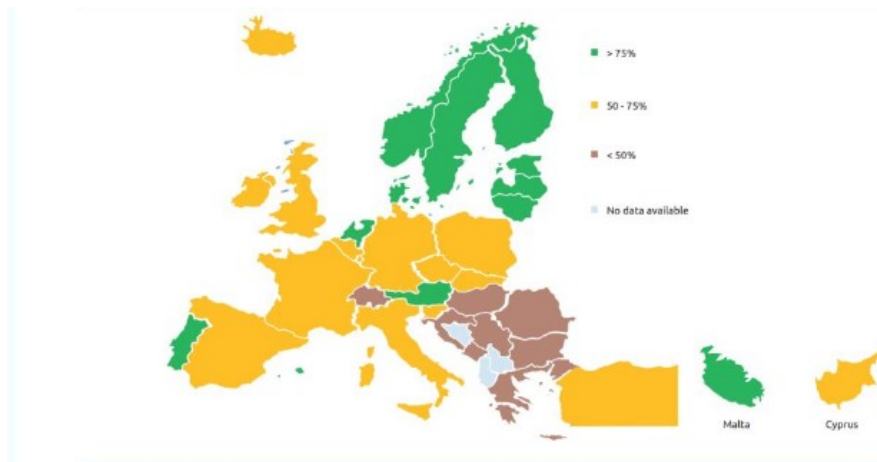 > 75%
50 - 75%
< 50%
No data available
Malta
Cyprus